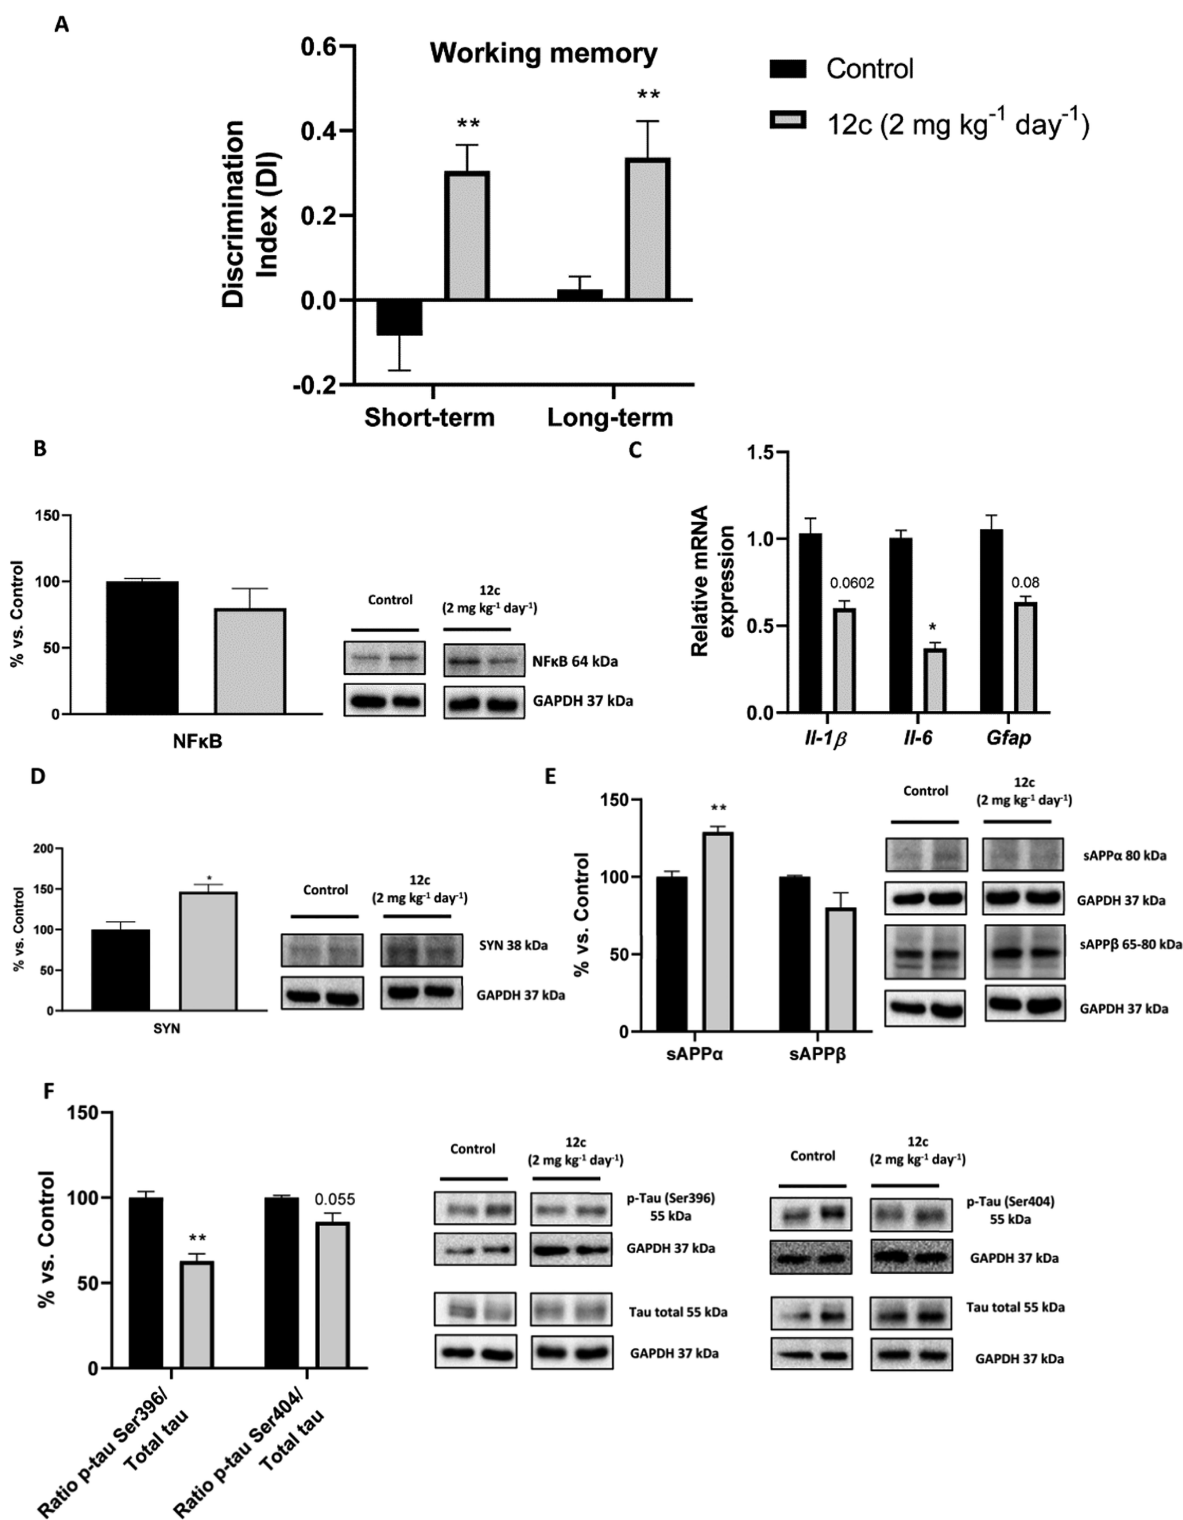 A
Working memory
Discrimination
Index (DI)
0.6
0.4
0.2
0.0
-0.2
**
**
Short-term
Long-term
Control
12c (2 mg kg-1 day-1)
B
% vs. Control
150
100
50
0
NFκB
Control
12c
(2 mg kg-1 day-1)
NFκB 64 kDa
GAPDH 37 kDa
C
Relative mRNA
expression
1.5
1.0
0.5
0.0
0.0602
*
0.08
Il-1β
Il-6
Gfap
D
% vs. Control
200
150
100
50
0
*
SYN
Control
12c
(2 mg kg-1 day-1)
SYN 38 kDa
GAPDH 37 kDa
E
% vs. Control
150
100
50
0
**
sAPPα
sAPPβ
Control
12c
(2 mg kg-1 day-1)
sAPPα 80 kDa
GAPDH 37 kDa
sAPPβ 65-80 kDa
GAPDH 37 kDa
F
% vs. Control
150
100
50
0
**
0.055
Ratio p-tau Ser396/
Total tau
Ratio p-tau Ser404/
Total tau
Control
12c
(2 mg kg-1 day-1)
p-Tau (Ser396)
55 kDa
GAPDH 37 kDa
Tau total 55 kDa
GAPDH 37 kDa
Control
12c
(2 mg kg-1 day-1)
p-Tau (Ser404)
55 kDa
GAPDH 37 kDa
Tau total 55 kDa
GAPDH 37 kDa